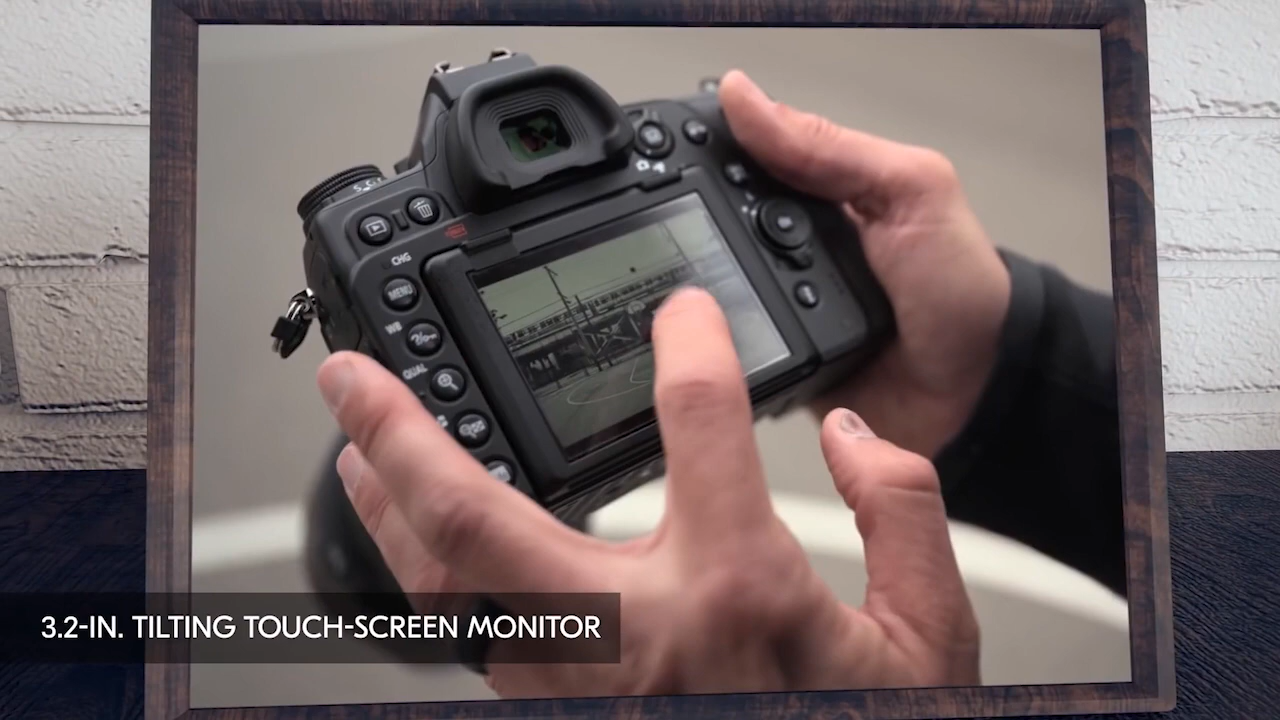 S
CHG
MENU
WB
QUAL
3.2-IN. TILTING TOUCH-SCREEN MONITOR